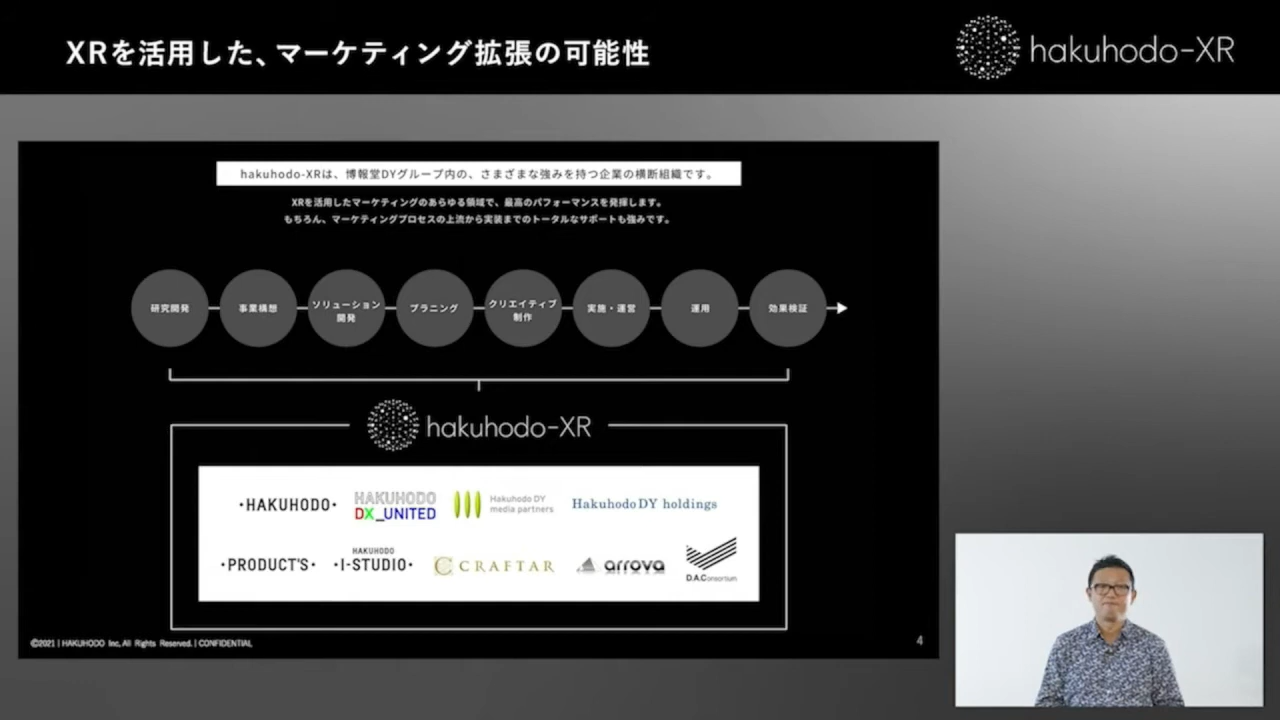 XRを活用した、マーケティング拡張の可能性
hakuhodo-XR
hakuhodo-XRは、博報堂DYグループ内の、さまざまな強みを持つ企業の横断組織です。
XRを活用したマーケティングのあらゆる領域で、最高のパフォーマンスを発揮します。
もちろん、マーケティングプロセスの上流から実装までのトータルなサポートも強みです。
研究開発
事業構想
ソリューション
開発
プラニング
クリエイティブ
制作
実施・運営
運用
効果検証
hakuhodo-XR
・HAKUHODO・
HAKUHODO
DX_UNITED
Hakuhodo DY
media partners
Hakuhodo DY holdings
・PRODUCT'S・
HAKUHODO
・I-STUDIO・
CRAFTAR
arrova
D.A.Consortium
©2021 | HAKUHODO Inc, All Rights Reserved. | CONFIDENTIAL
4